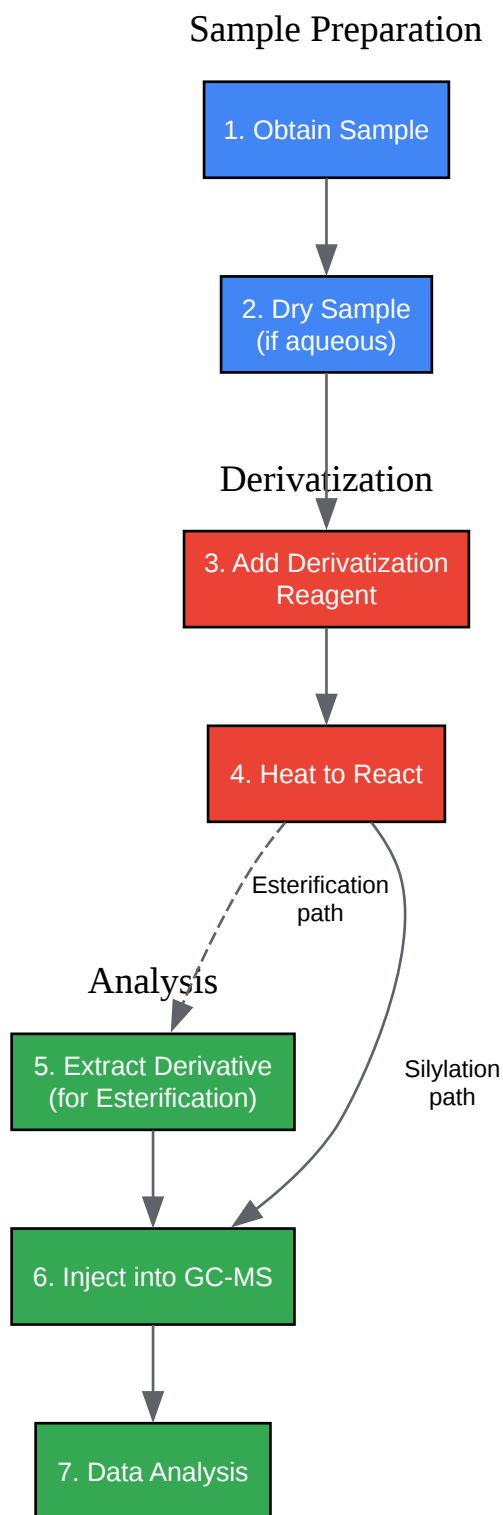 Sample Preparation
1. Obtain Sample
2. Dry Sample
(if aqueous)
Derivatization
3. Add Derivatization
Reagent
4. Heat to React
Esterification
path
Analysis
5. Extract Derivative
(for Esterification)
Silylation
path
6. Inject into GC-MS
7. Data Analysis